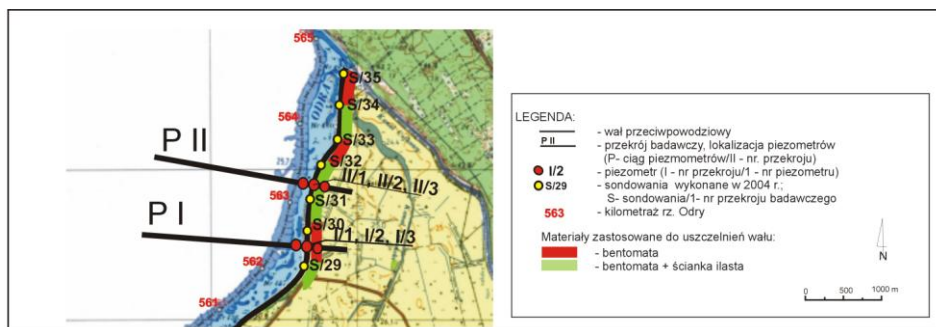 565
ODRA
S/35
S/34
564
S/33
P II
S/32
II/1, II/2, II/3
563
S/31
P I
S/30
I/1, I/2, I/3
562
S/29
561
LEGENDA:
- wał przeciwpowodziowy
P II - przekrój badawczy, lokalizacja piezometrów
(P- ciąg piezmometrów/II - nr. przekroju)
I/2 - piezometr (I - nr przekroju/1 - nr piezometru)
S/29 - sondowania wykonane w 2004 r.;
S- sondowania/1- nr przekroju badawczego
563 - kilometraż rz. Odry
Materiały zastosowane do uszczelnień wału:
- bentomata
- bentomata + ścianka ilasta
N
0 500 1000 m